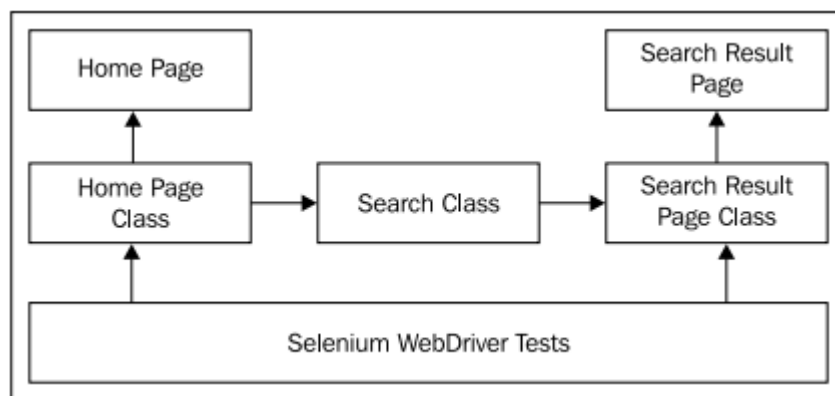 Home Page
Search Result
Page
Home Page
Class
Search Class
Search Result
Page Class
Selenium WebDriver Tests